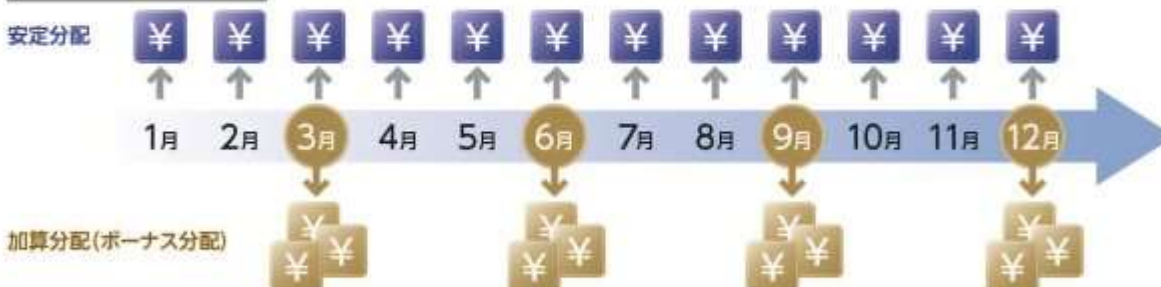 安定分配
¥ ¥ ¥ ¥ ¥ ¥ ¥ ¥ ¥ ¥ ¥ ¥
1月 2月 3月 4月 5月 6月 7月 8月 9月 10月 11月 12月
加算分配(ボーナス分配)
¥ ¥ ¥ ¥ ¥ ¥ ¥ ¥ ¥ ¥ ¥ ¥